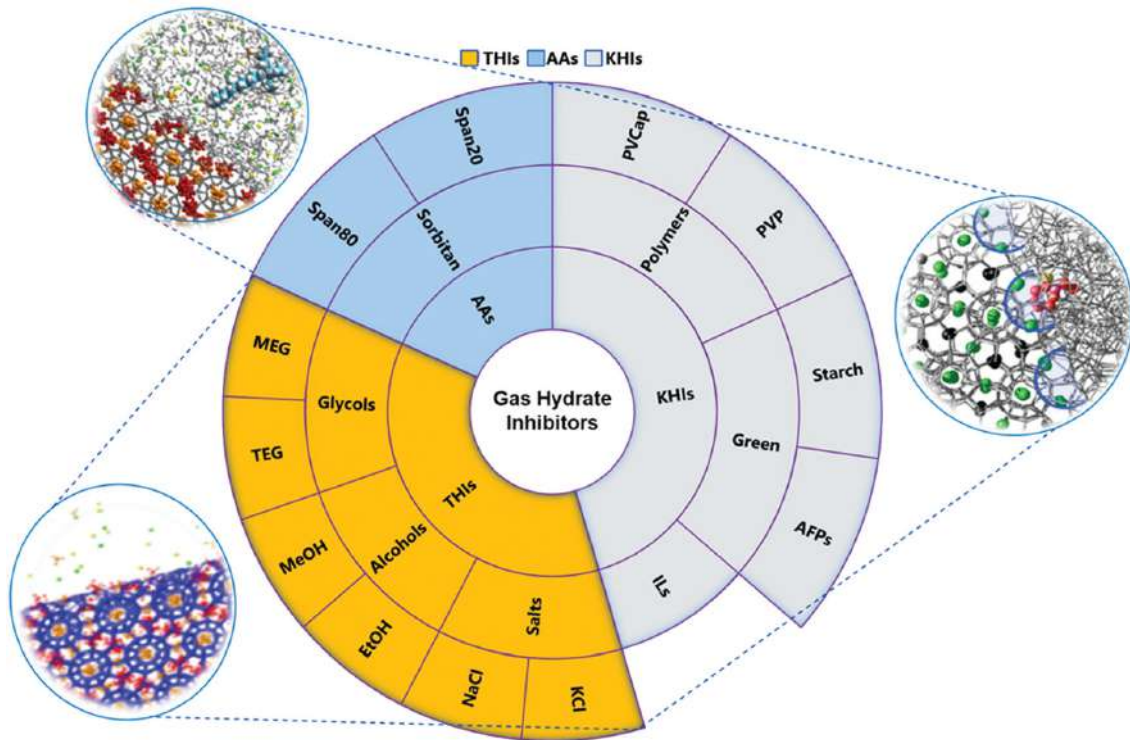 THIs
AAs
KHIs
Gas Hydrate
Inhibitors
AAs
Sorbitan
Span80
Span20
KHIs
Polymers
PVCap
PVP
Green
Starch
AFPs
ILs
THIs
Glycols
MEG
TEG
Alcohols
MeOH
EtOH
Salts
NaCl
KCl